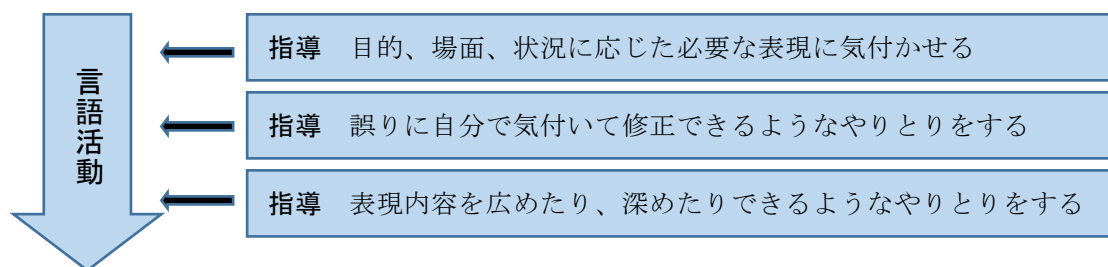 言語活動
指導　目的、場面、状況に応じた必要な表現に気付かせる
指導　誤りに自分で気付いて修正できるようなやりとりをする
指導　表現内容を広めたり、深めたりできるようなやりとりをする